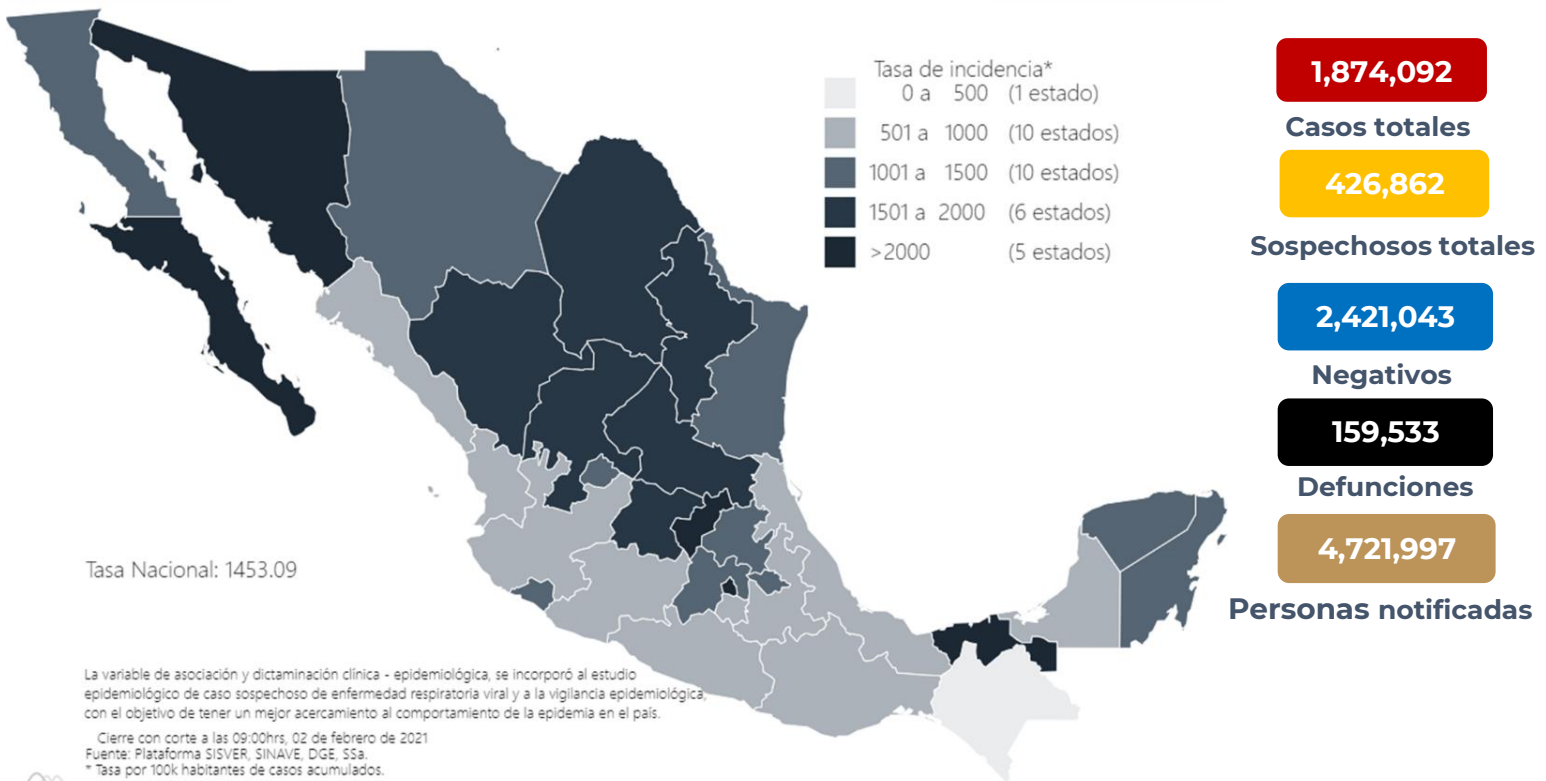 Tasa de incidencia*
0 a 500 (1 estado)
501 a 1000 (10 estados)
1001 a 1500 (10 estados)
1501 a 2000 (6 estados)
>2000 (5 estados)
1,874,092
Casos totales
426,862
Sospechosos totales
2,421,043
Negativos
159,533
Defunciones
4,721,997
Personas notificadas
Tasa Nacional: 1453.09
La variable de asociación y dictaminación clínica - epidemiológica, se incorporó al estudio
epidemiológico de caso sospechoso de enfermedad respiratoria viral y a la vigilancia epidemiológica,
con el objetivo de tener un mejor acercamiento al comportamiento de la epidemia en el país.
Cierre con corte a las 09:00hrs, 02 de febrero de 2021
Fuente: Plataforma SISVER, SINAVE, DGE, SSa.
* Tasa por 100k habitantes de casos acumulados.